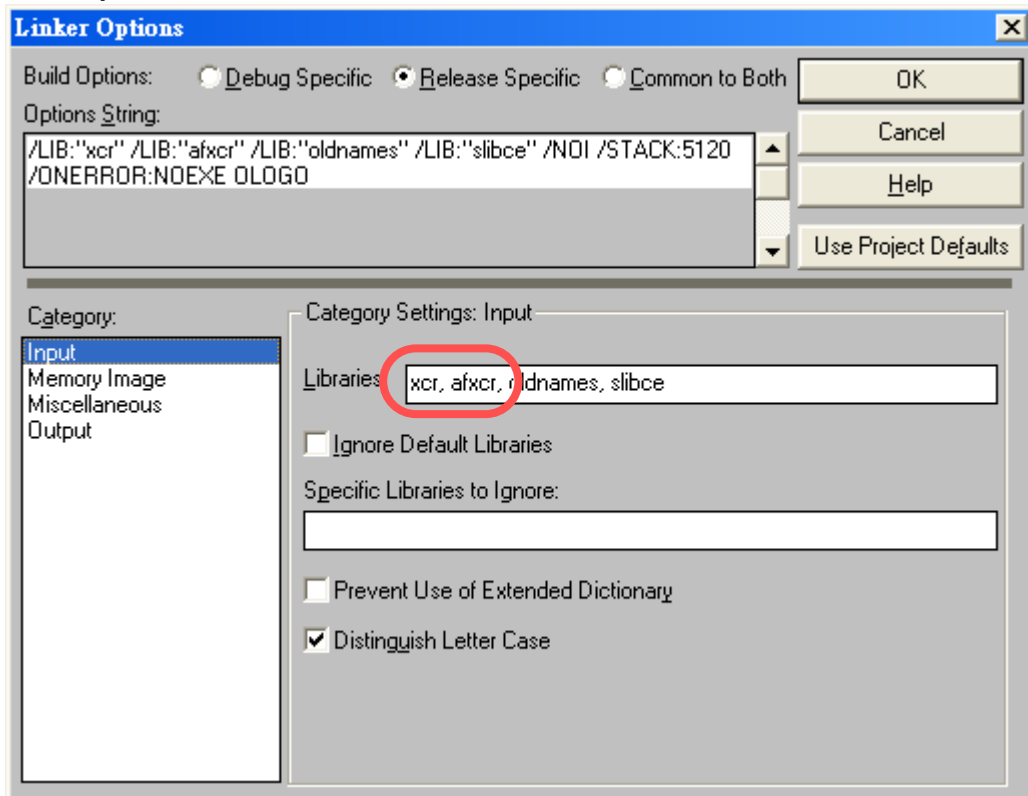 Linker Options
Build Options: Debug Specific Release Specific Common to Both
OK
Options String:
Cancel
/LIB:"xcr" /LIB:"afxcr" /LIB:"oldnames" /LIB:"slibce" /NOI /STACK:5120
/ONERROR:NOEXE OLOGO
Help
Use Project Defaults
Category:
Input
Memory Image
Miscellaneous
Output
Category Settings: Input
Libraries xcr, afxcr, oldnames, slibce
Ignore Default Libraries
Specific Libraries to Ignore:
Prevent Use of Extended Dictionary
Distinguish Letter Case